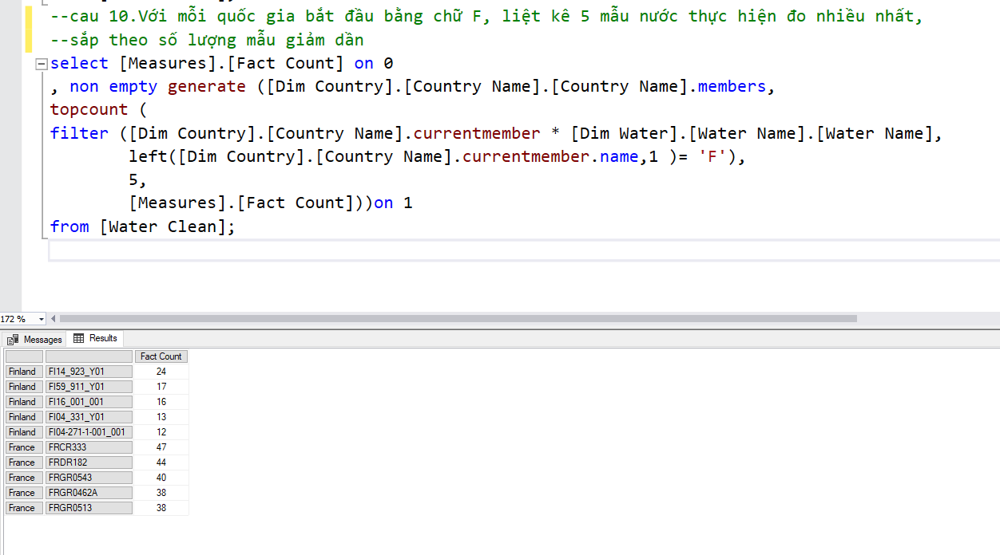 --cau 10.Với mỗi quốc gia bắt đầu bằng chữ F, liệt kê 5 mẫu nước thực hiện đo nhiều nhất,
--sắp theo số lượng mẫu giảm dần
select [Measures].[Fact Count] on 0
, non empty generate ([Dim Country].[Country Name].[Country Name].members,
topcount (
filter ([Dim Country].[Country Name].currentmember * [Dim Water].[Water Name].[Water Name],
left([Dim Country].[Country Name].currentmember.name,1 )= 'F'),
5,
[Measures].[Fact Count]))on 1
from [Water Clean];
172 %
Messages Results
Fact Count
Finland FI14_923_Y01 24
Finland FI59_911_Y01 17
Finland FI16_001_001 16
Finland FI04_331_Y01 13
Finland FI04-271-1-001_001 12
France FRCR333 47
France FRDR182 44
France FRGR0543 40
France FRGR0462A 38
France FRGR0513 38